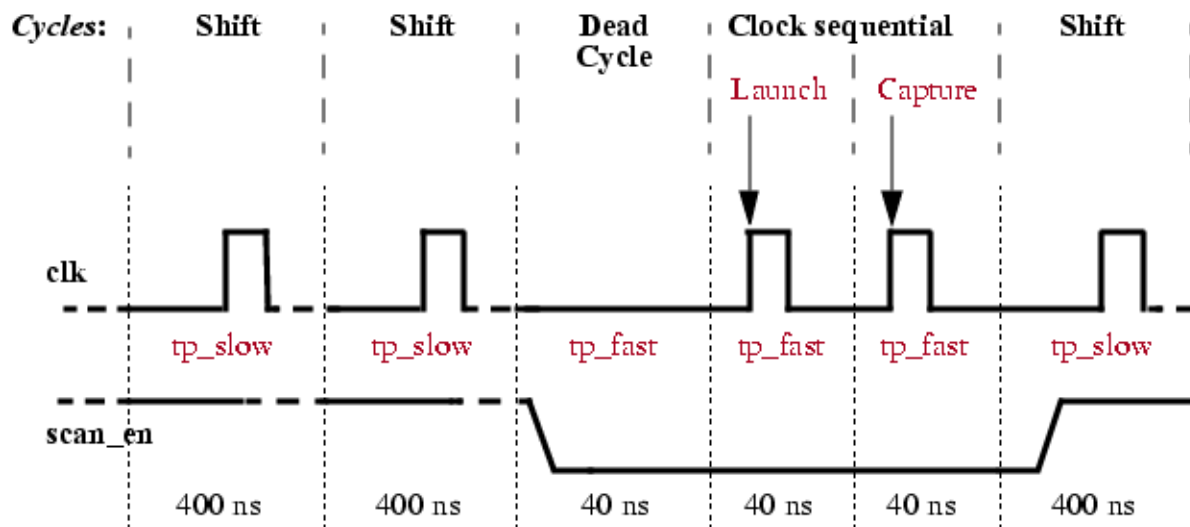 Cycles: Shift Shift Dead Cycle Clock sequential Shift
Launch Capture
clk
tp_slow tp_slow tp_fast tp_fast tp_fast tp_slow
scan_en
400 ns 400 ns 40 ns 40 ns 40 ns 400 ns